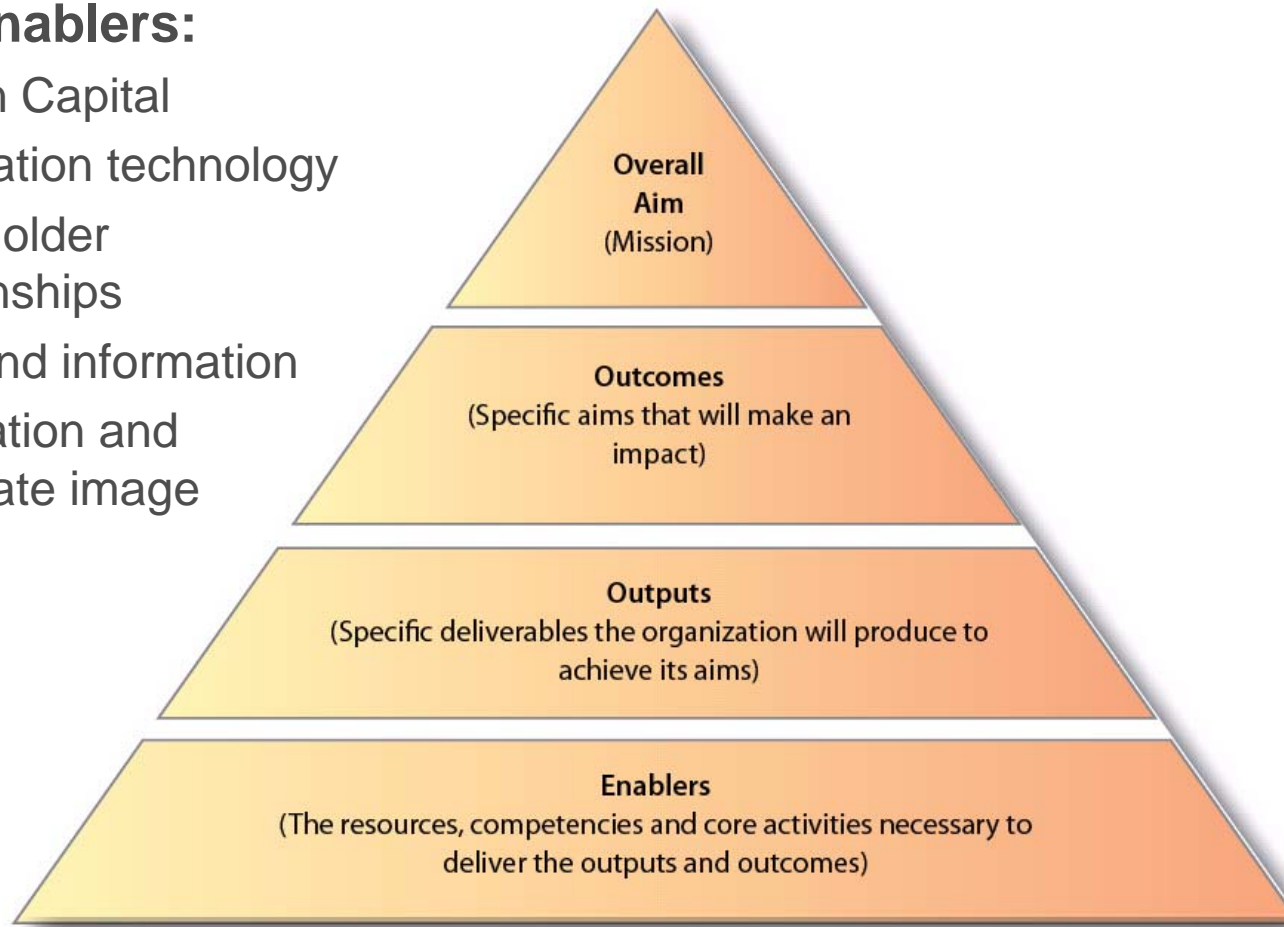 nablers:
n Capital
ation technology
older
nships
nd information
ation and
ate image
Overall
Aim
(Mission)
Outcomes
(Specific aims that will make an
impact)
Outputs
(Specific deliverables the organization will produce to
achieve its aims)
Enablers
(The resources, competencies and core activities necessary to
deliver the outputs and outcomes)